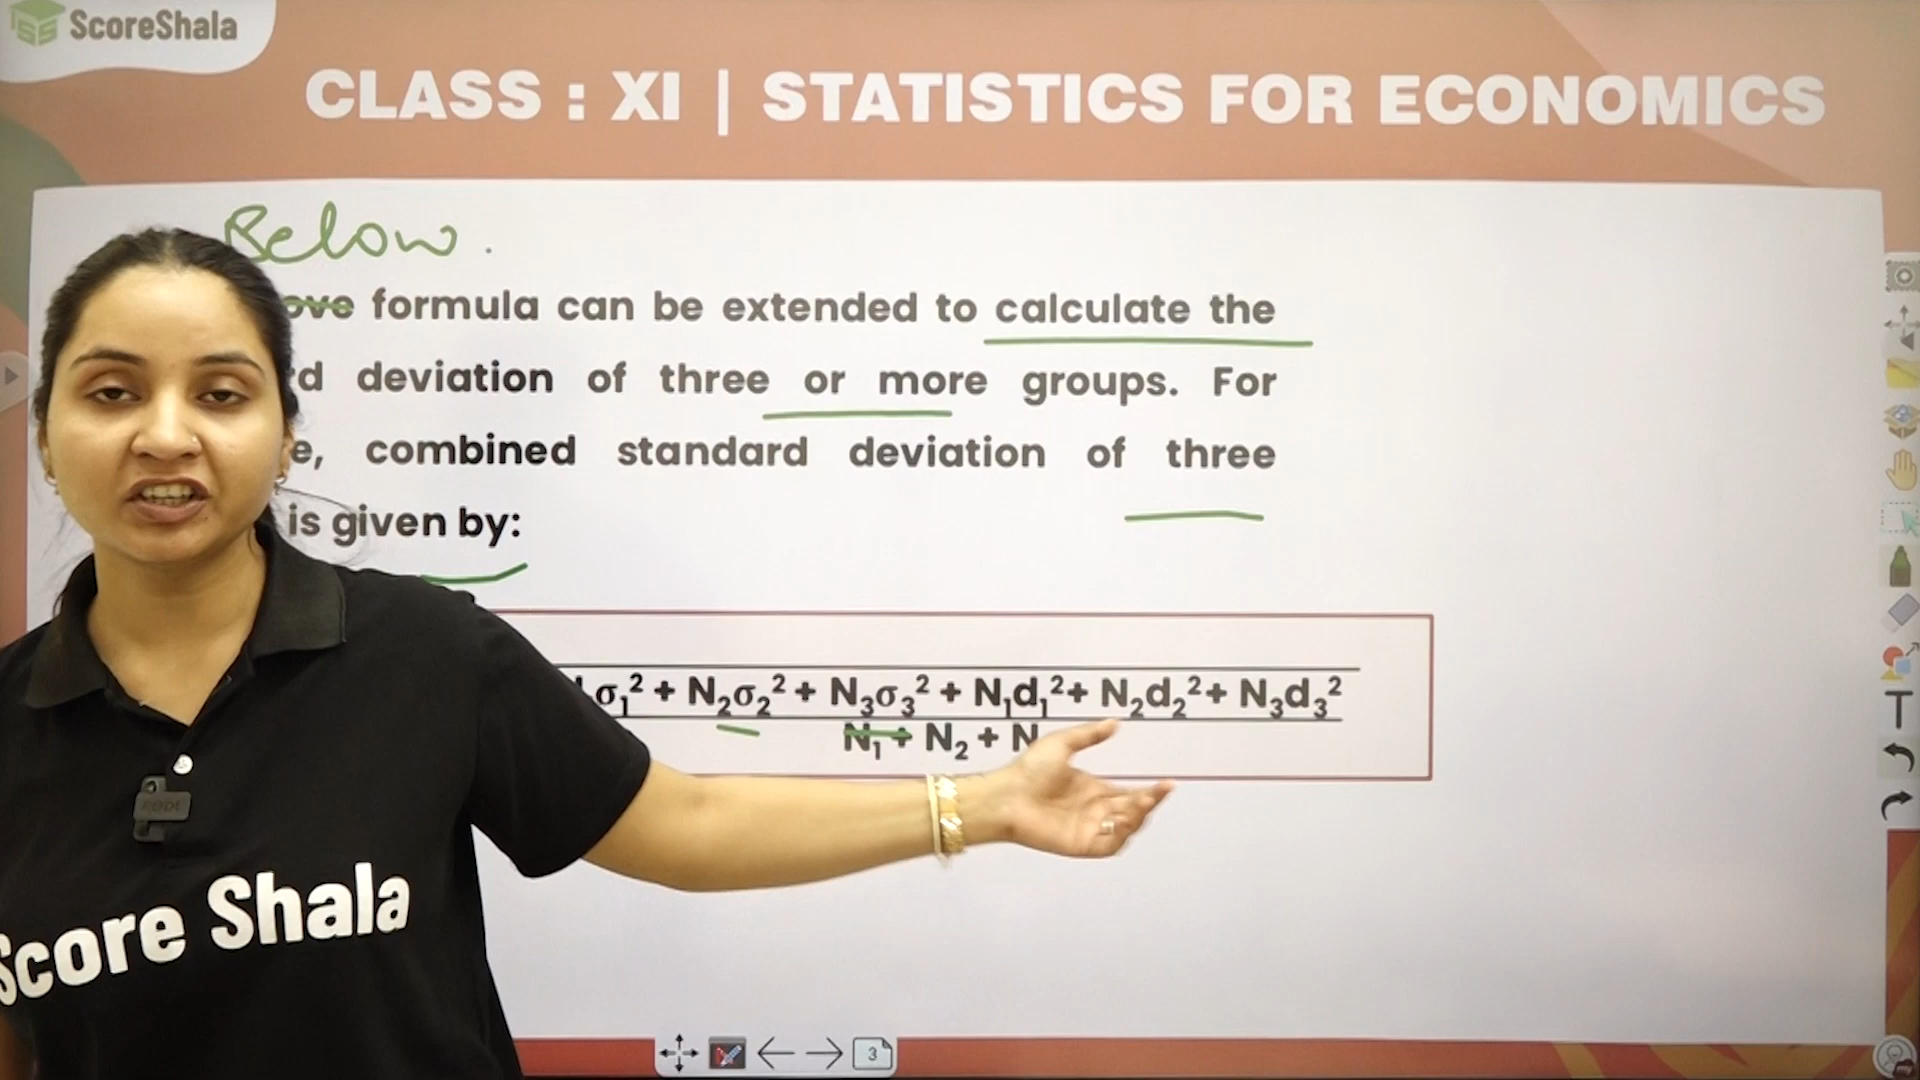 ScoreShala
CLASS : XI | STATISTICS FOR ECONOMICS
Below.
ove formula can be extended to calculate the
d deviation of three or more groups. For
e, combined standard deviation of three
is given by:
σ₁² + N₂σ₂² + N₃σ₃² + N₁d₁² + N₂d₂² + N₃d₃²
N₁ + N₂ + N
Score Shala
3